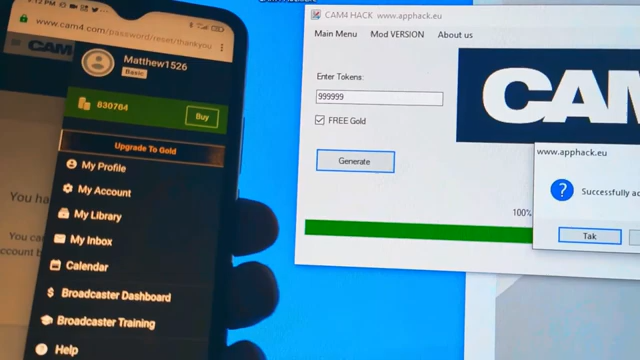 www.cam4.com/password/reset/thankyou
CAM
Matthew1526
Basic
830764
Buy
Upgrade To Gold
My Profile
My Account
My Library
My Inbox
Calendar
Broadcaster Dashboard
Broadcaster Training
Help
You ha
You ca
account b
CAM4 HACK www.apphack.eu
Main Menu Mod VERSION About us
Enter Tokens:
999999
FREE Gold
Generate
100%
CAM
www.apphack.eu
Successfully ac
Tak